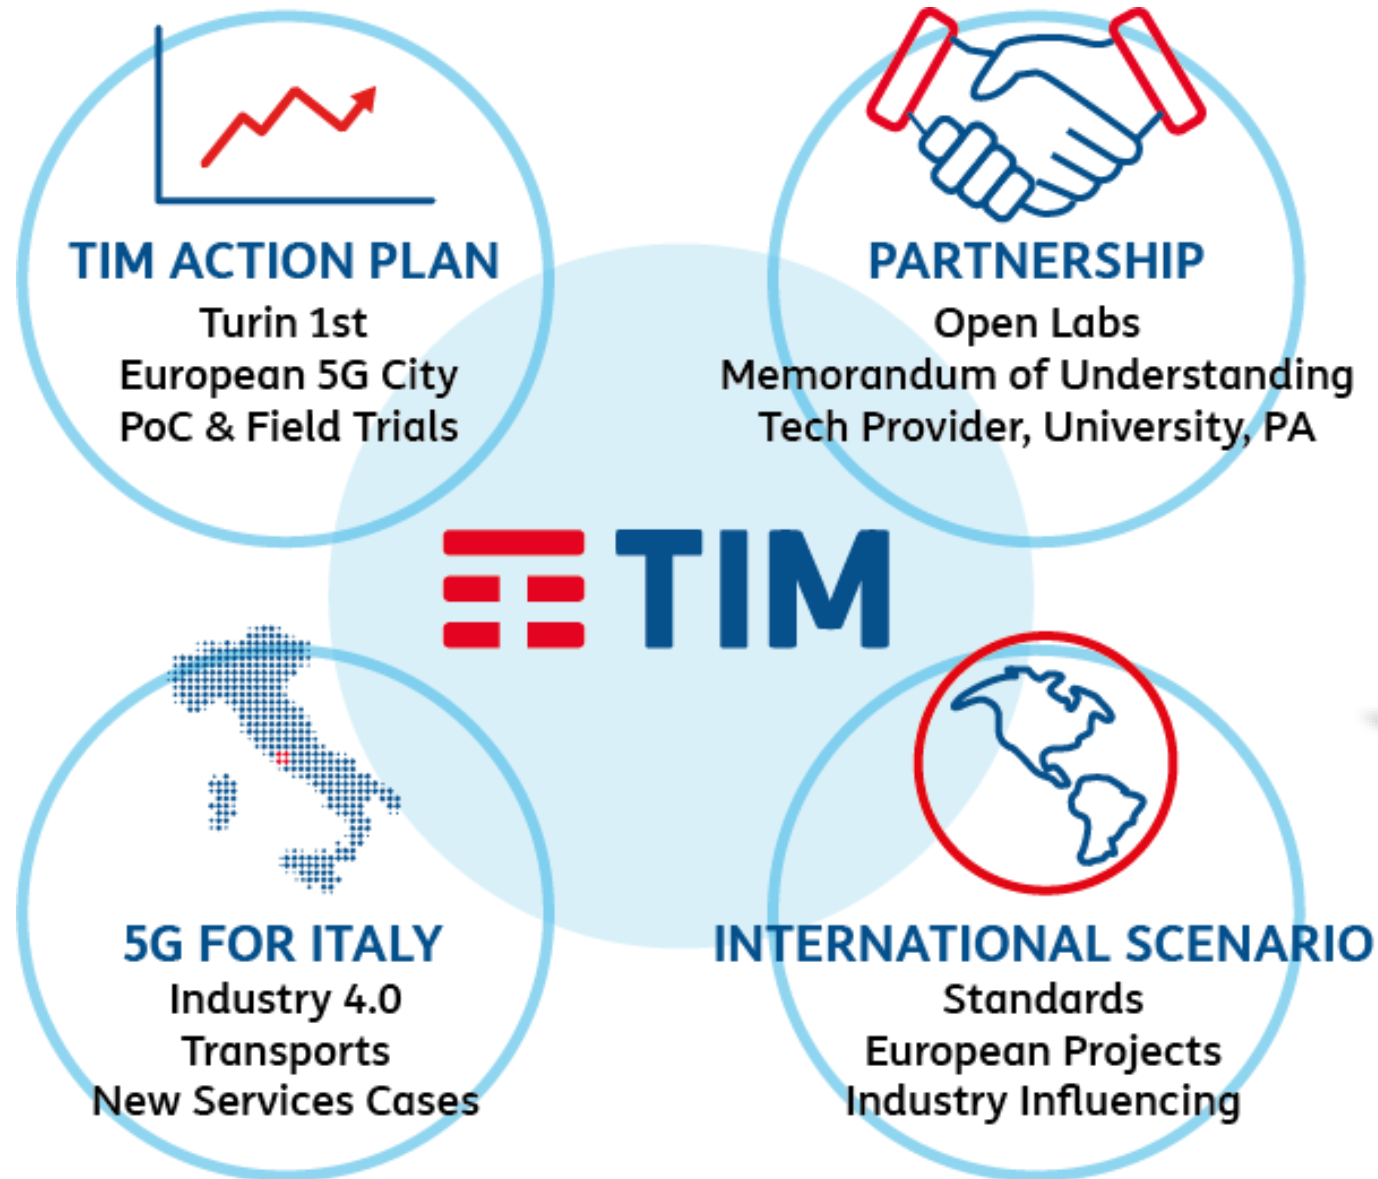 TIM ACTION PLAN
Turin 1st
European 5G City
PoC & Field Trials
PARTNERSHIP
Open Labs
Memorandum of Understanding
Tech Provider, University, PA
TIM
5G FOR ITALY
Industry 4.0
Transports
New Services Cases
INTERNATIONAL SCENARIO
Standards
European Projects
Industry Influencing